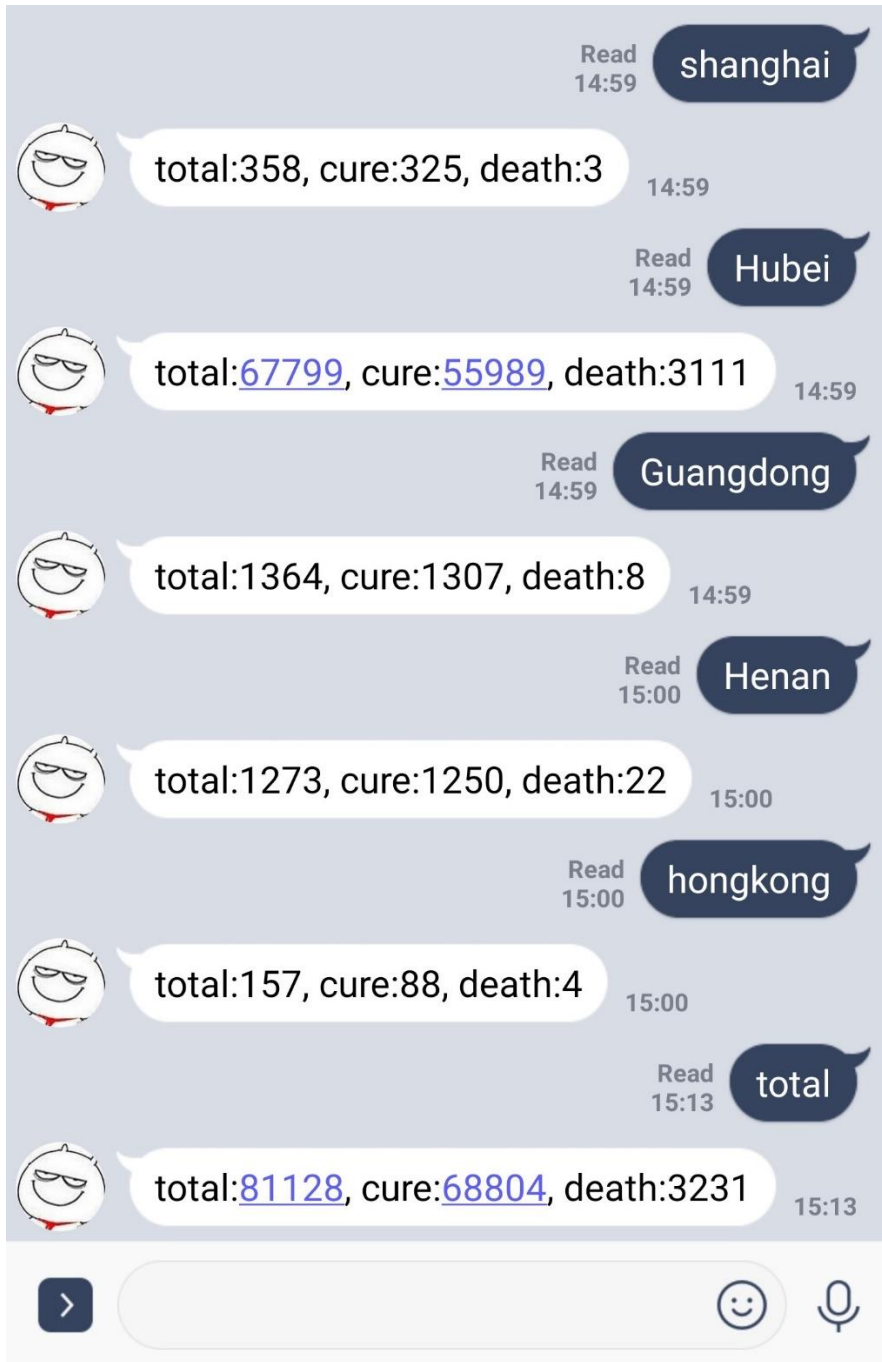 Read
14:59
shanghai
total:358, cure:325, death:3
14:59
Read
14:59
Hubei
total:67799, cure:55989, death:3111
14:59
Read
14:59
Guangdong
total:1364, cure:1307, death:8
14:59
Read
15:00
Henan
total:1273, cure:1250, death:22
15:00
Read
15:00
hongkong
total:157, cure:88, death:4
15:00
Read
15:13
total
total:81128, cure:68804, death:3231
15:13